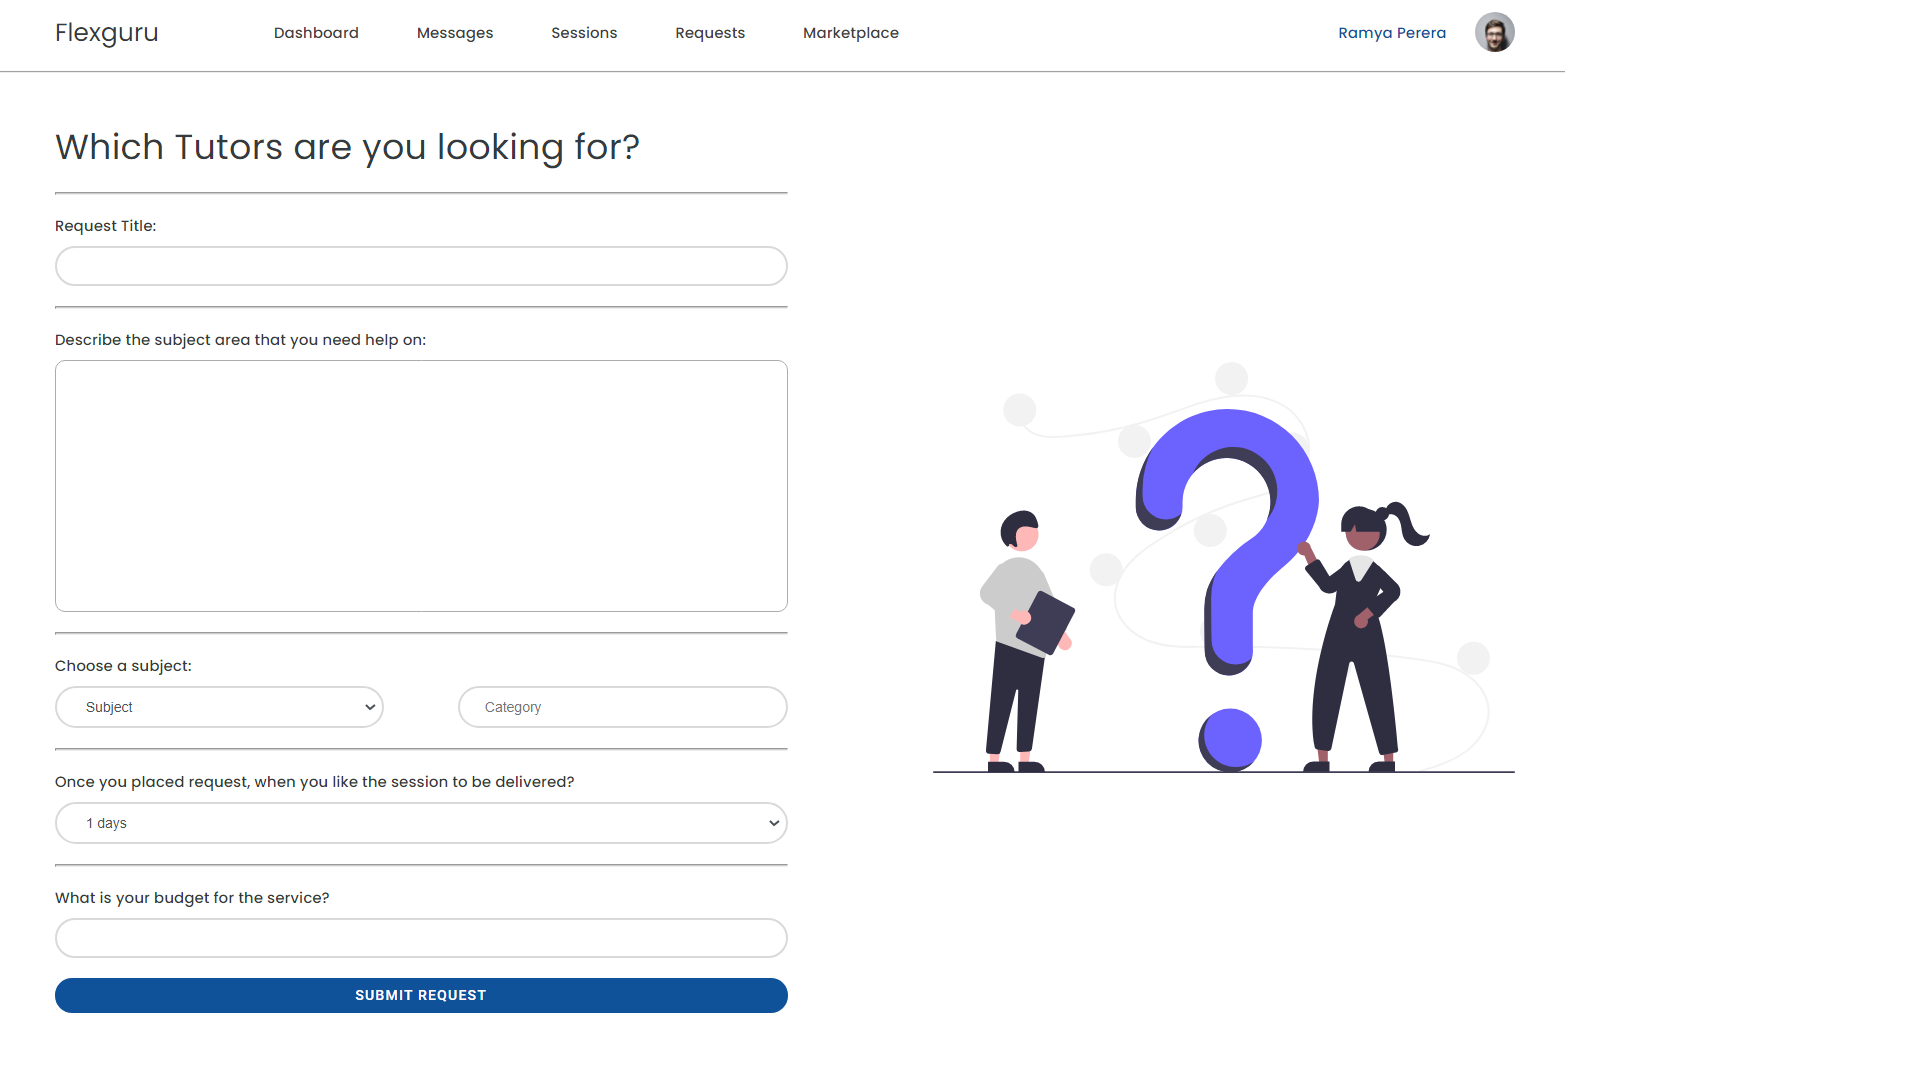 Flexguru
Dashboard
Messages
Sessions
Requests
Marketplace
Ramya Perera
Which Tutors are you looking for?
Request Title:
Describe the subject area that you need help on:
Choose a subject:
Subject
Category
Once you placed request, when you like the session to be delivered?
1 days
What is your budget for the service?
SUBMIT REQUEST